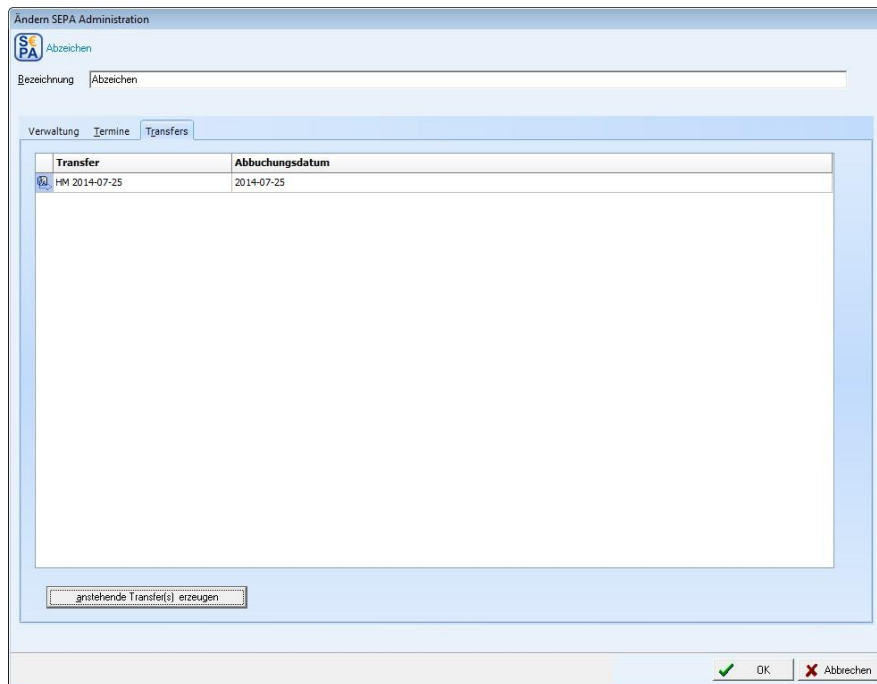 Ändern SEPA Administration
S€PA Abzeichen
Bezeichnung Abzeichen
Verwaltung Termine Transfers
Transfer Abbuchungsdatum
HM 2014-07-25 2014-07-25
anstehende Transfer(s) erzeugen
OK Abbrechen